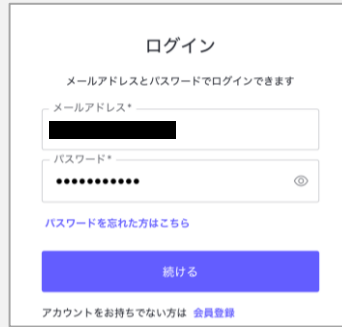 ログイン
メールアドレスとパスワードでログインできます
メールアドレス*
パスワード*
•••••••••••
パスワードを忘れた方はこちら
続ける
アカウントをお持ちでない方は 会員登録